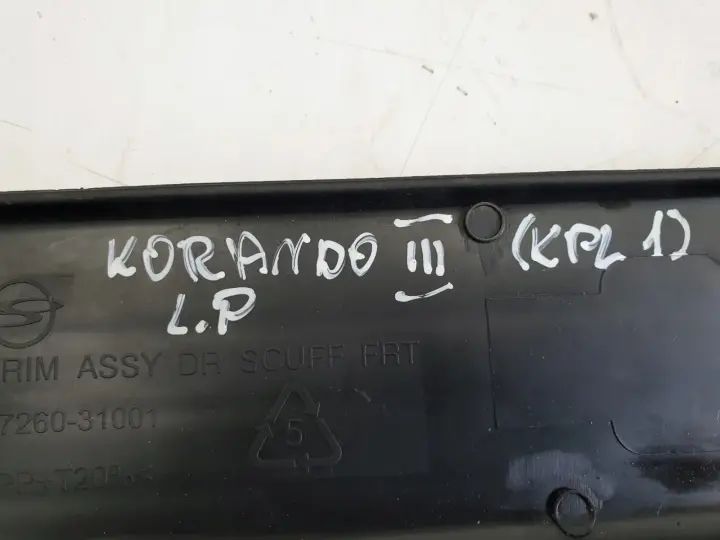 KORANDO III (KPL 1)
L.P
RIM ASSY DR SCUFF FRT
7260-31001
5